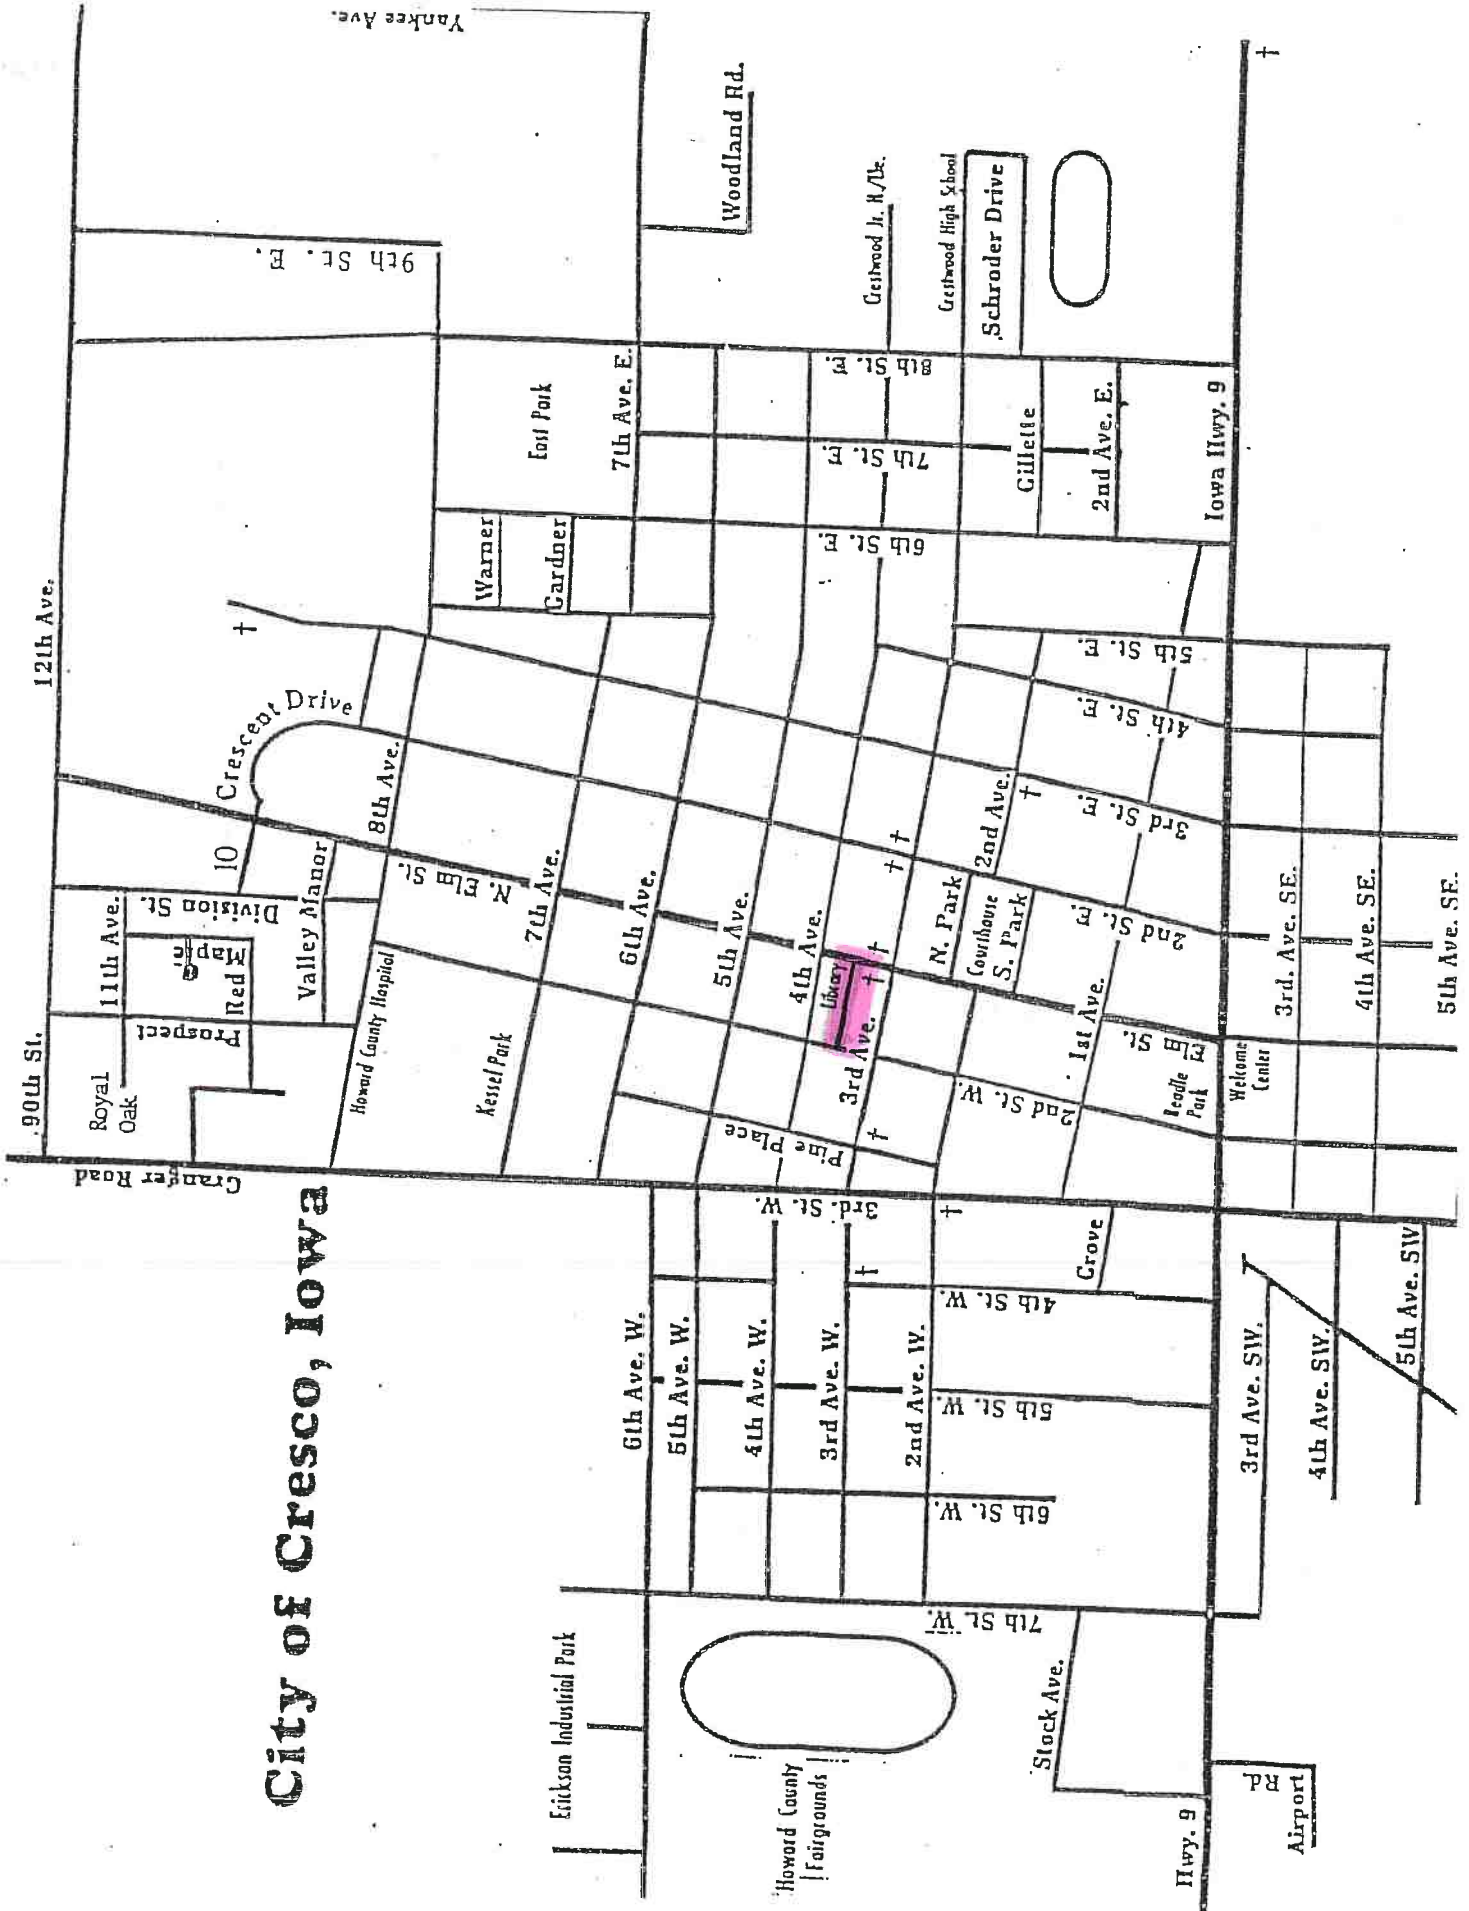 City of Cresco, Iowa
Yankee Ave.
Woodland Rd.
9th St. E.
Crestwood High School
Schroder Drive
8th St. E.
East Park
7th Ave. E.
7th St. E.
Gillette
2nd Ave. E.
Iowa Hwy. 9
Warner
Gardner
6th St. E.
12th Ave.
Crescent Drive
5th St. E.
4th St. E.
8th Ave.
10
N. Elm St.
7th Ave.
6th Ave.
5th Ave.
4th Ave.
2nd Ave.
3rd St. E.
3rd. Ave. SE.
4th Ave. SE.
5th Ave. SE.
Division St.
11th Ave.
Red Maple
Valley Manor
Prospect
90th St.
Royal
Oak
Howard County Hospital
Kessel Park
Library
3rd Ave.
N. Park
Courthouse
S. Park
2nd St. E.
1st Ave.
Elm St.
2nd St. W.
Beadle
Park
Welcome
Center
Pine Place
Granger Road
3rd. St. W.
Grove
4th St. W.
6th Ave. W.
5th Ave. W.
4th Ave. W.
3rd Ave. W.
2nd Ave. W.
5th St. W.
6th St. W.
3rd Ave. SW.
4th Ave. SW.
5th Ave. SW
7th St. W.
Erickson Industrial Park
Howard County
Fairgrounds
Stock Ave.
Hwy. 9
Airport
Rd.